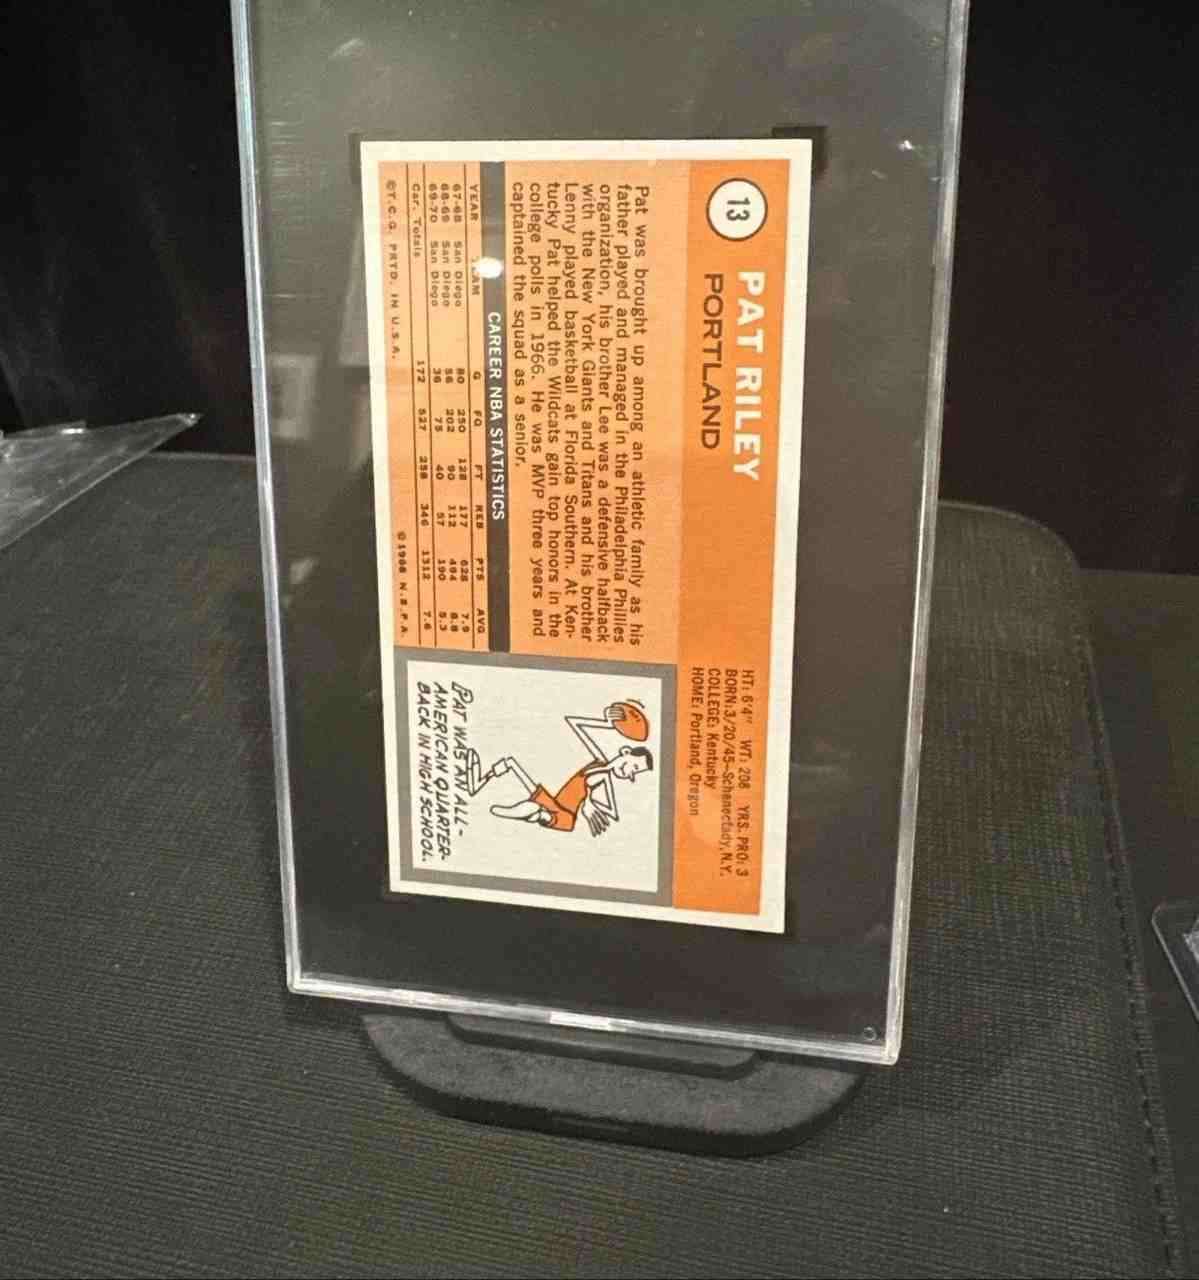 13
PAT RILEY
PORTLAND
HT: 6'4" WT: 208 YRS. PRO: 3
BORN: 3/20/45-Schenectady, N.Y.
COLLEGE: Kentucky
HOME: Portland, Oregon
Pat was brought up among an athletic family as his
father played and managed in the Philadelphia Phillies
organization, his brother Lee was a defensive halfback
with the New York Giants and Titans and his brother
Lenny played basketball at Florida Southern. At Ken-
tucky Pat helped the Wildcats gain top honors in the
college polls in 1966. He was MVP three years and
captained the squad as a senior.
CAREER NBA STATISTICS
YEAR G FG FT REB PTS AVG
67-68 San Diego 80 250 128 177 628 7.9
68-69 San Diego 56 202 90 112 494 8.8
69-70 San Diego 36 75 40 57 190 5.3
Car. Totals 172 527 258 346 1312 7.6
©T.C.G. PRTD. IN U.S.A. © 1968 N.B.P.A.
PAT WAS AN ALL-
AMERICAN QUARTER-
BACK IN HIGH SCHOOL.